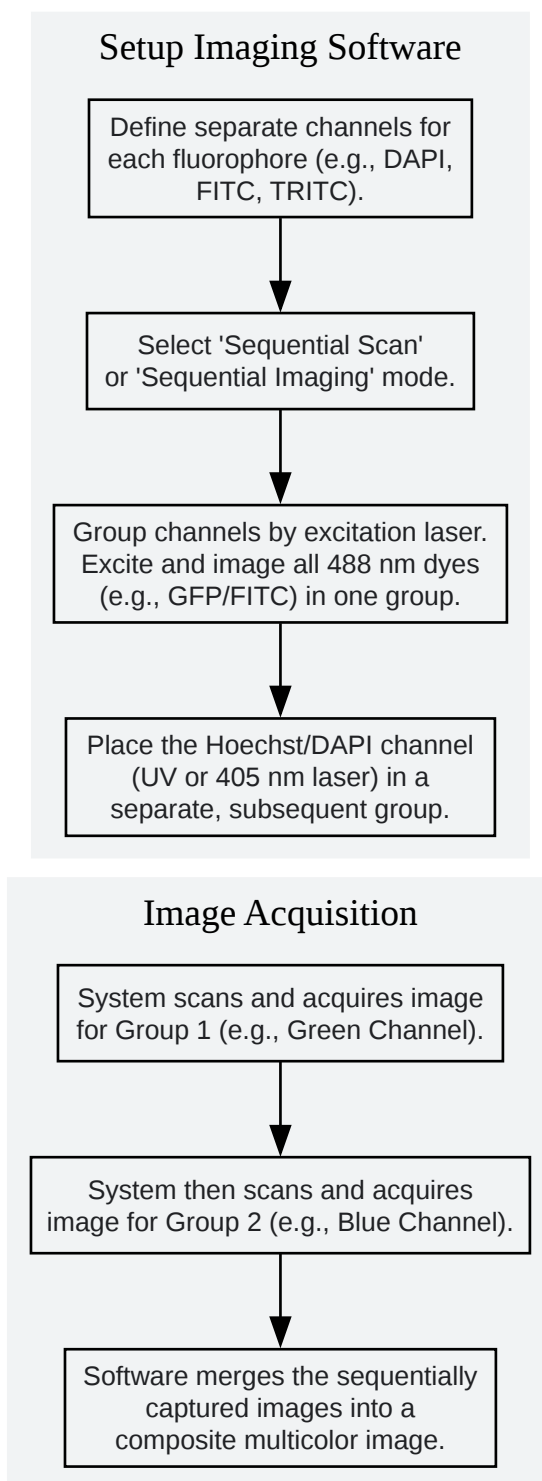 Setup Imaging Software
Define separate channels for
each fluorophore (e.g., DAPI,
FITC, TRITC).
Select 'Sequential Scan'
or 'Sequential Imaging' mode.
Group channels by excitation laser.
Excite and image all 488 nm dyes
(e.g., GFP/FITC) in one group.
Place the Hoechst/DAPI channel
(UV or 405 nm laser) in a
separate, subsequent group.
Image Acquisition
System scans and acquires image
for Group 1 (e.g., Green Channel).
System then scans and acquires
image for Group 2 (e.g., Blue Channel).
Software merges the sequentially
captured images into a
composite multicolor image.